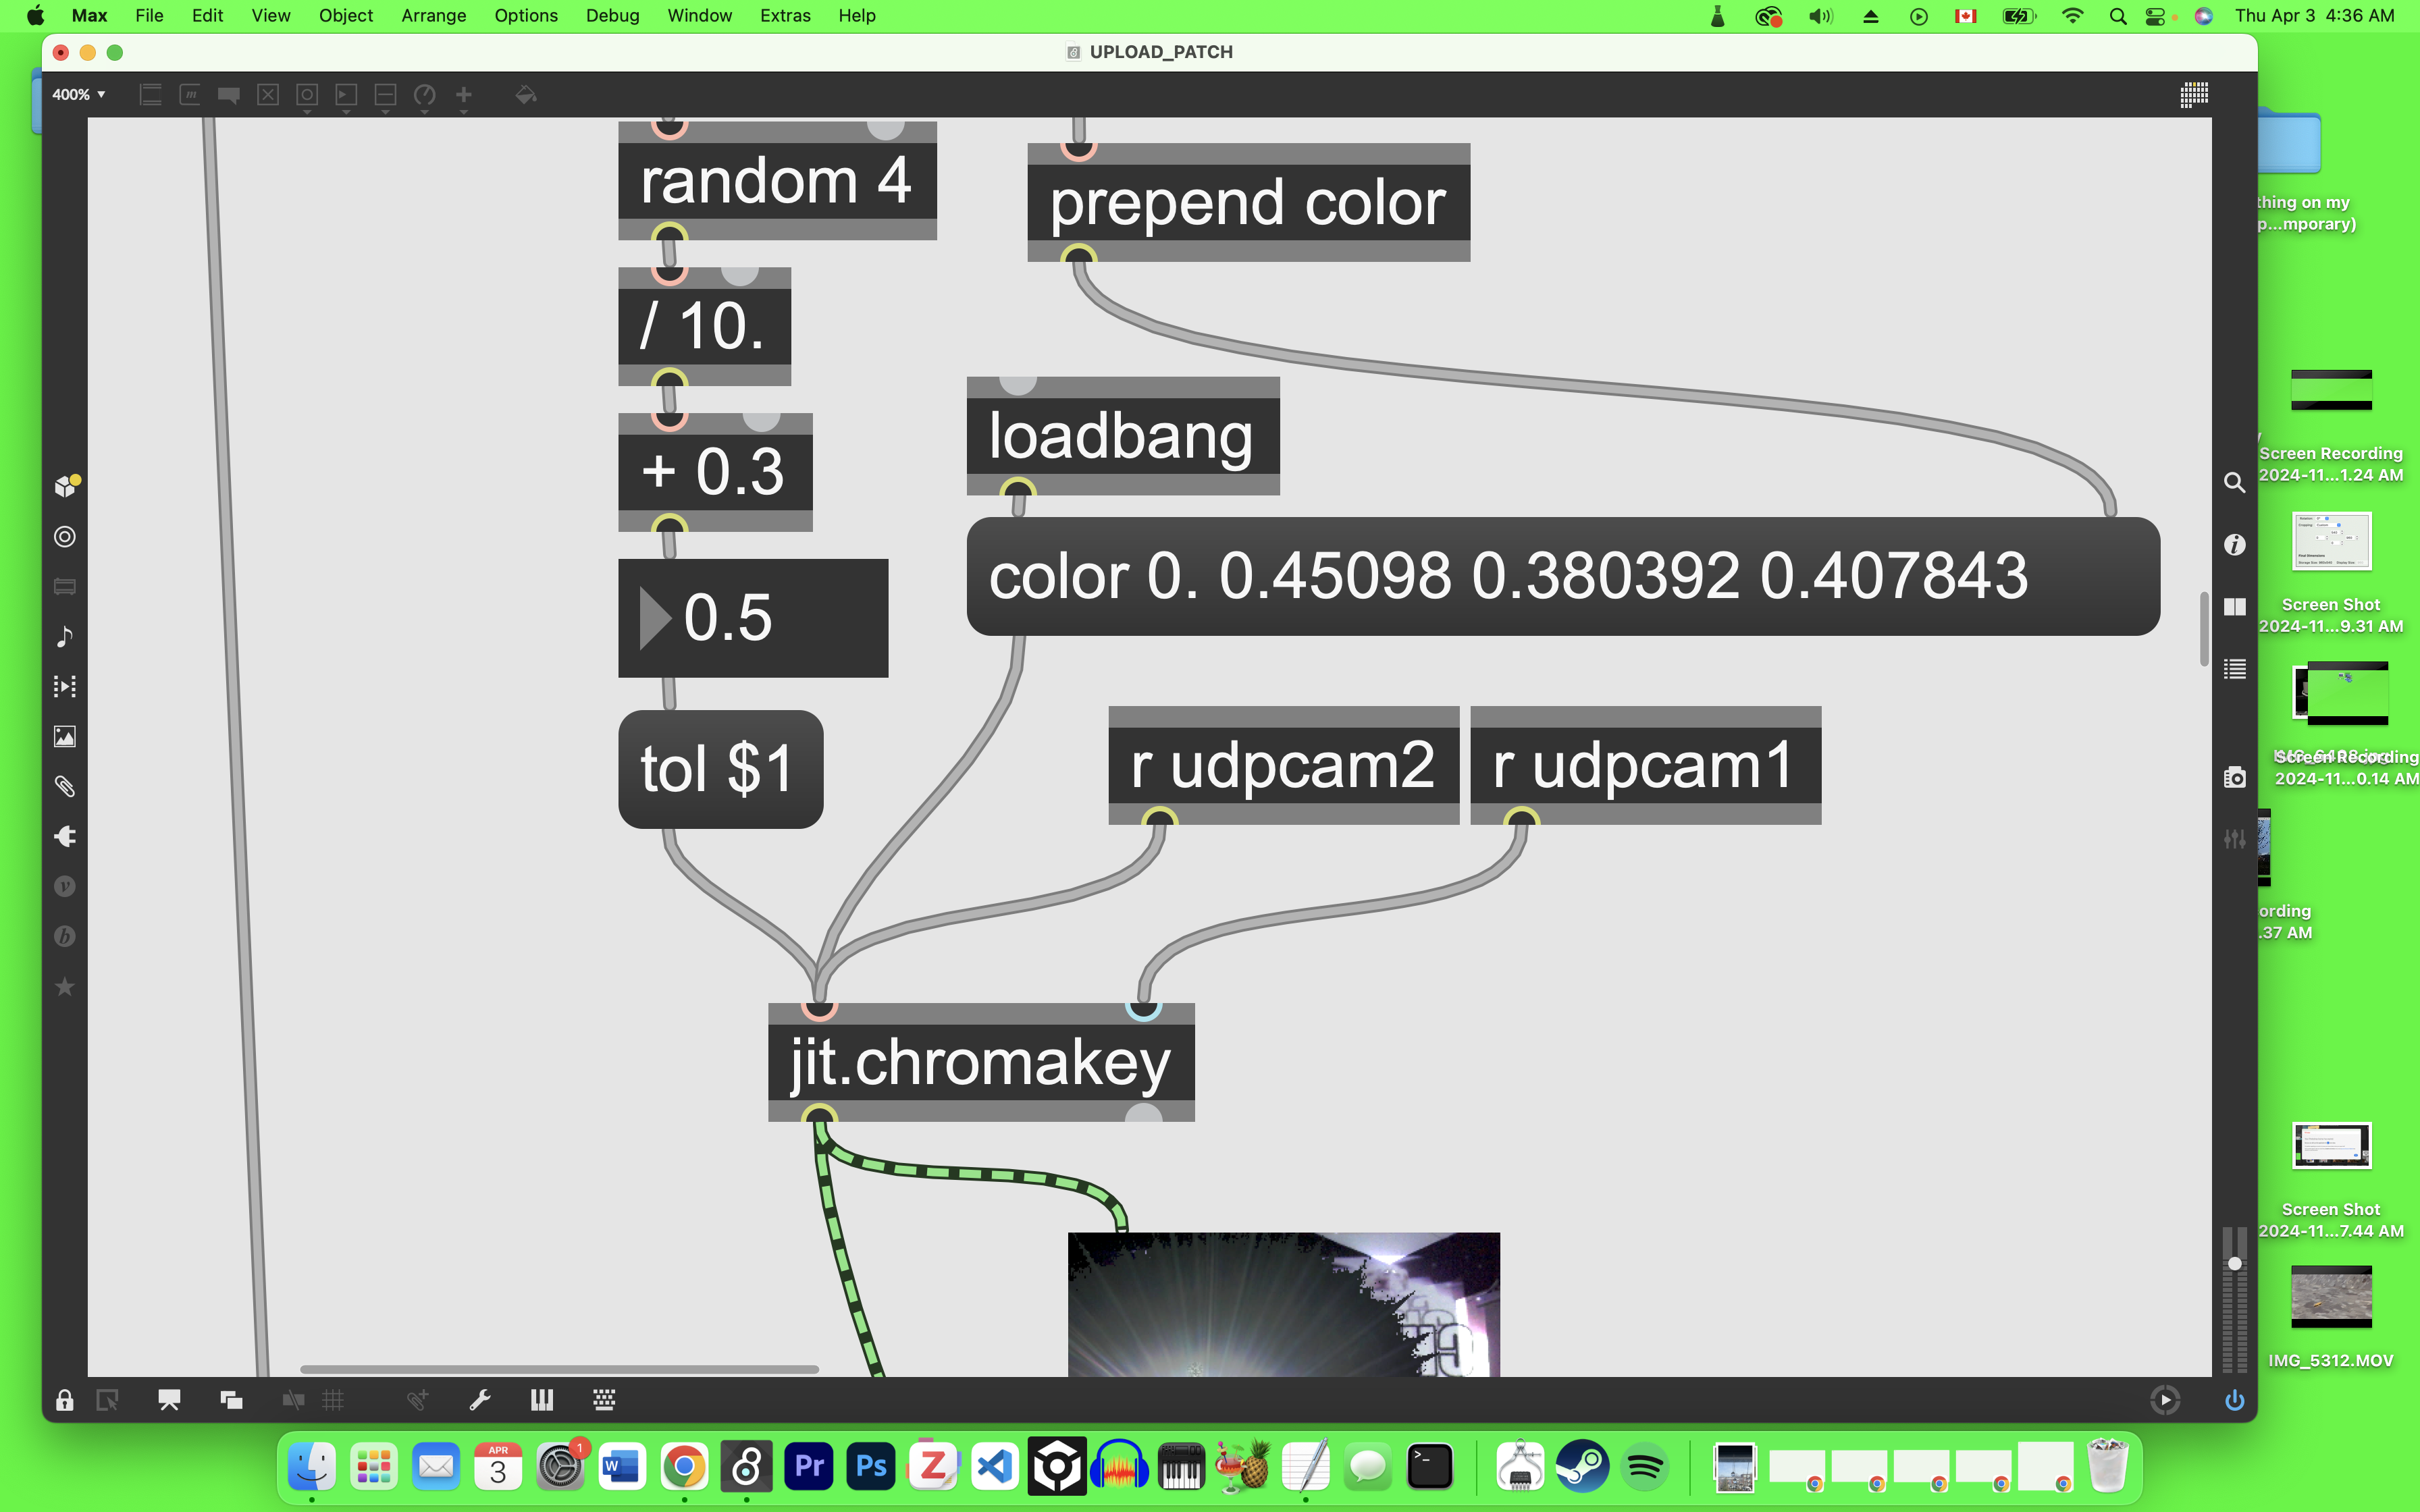 Max File Edit View Object Arrange Options Debug Window Extras Help Thu Apr 3 4:36 AM
UPLOAD_PATCH
400%
random 4
prepend color
/ 10.
loadbang
+ 0.3
color 0. 0.45098 0.380392 0.407843
0.5
r udpcam2
r udpcam1
tol $1
jit.chromakey
thing on my
p...mporary)
Screen Recording
2024-11...1.24 AM
Screen Shot
2024-11...9.31 AM
Screen Recording
2024-11...0.14 AM
ording
.37 AM
Screen Shot
2024-11...7.44 AM
IMG_5312.MOV
APR
3
1
W
Pr
Ps
Z